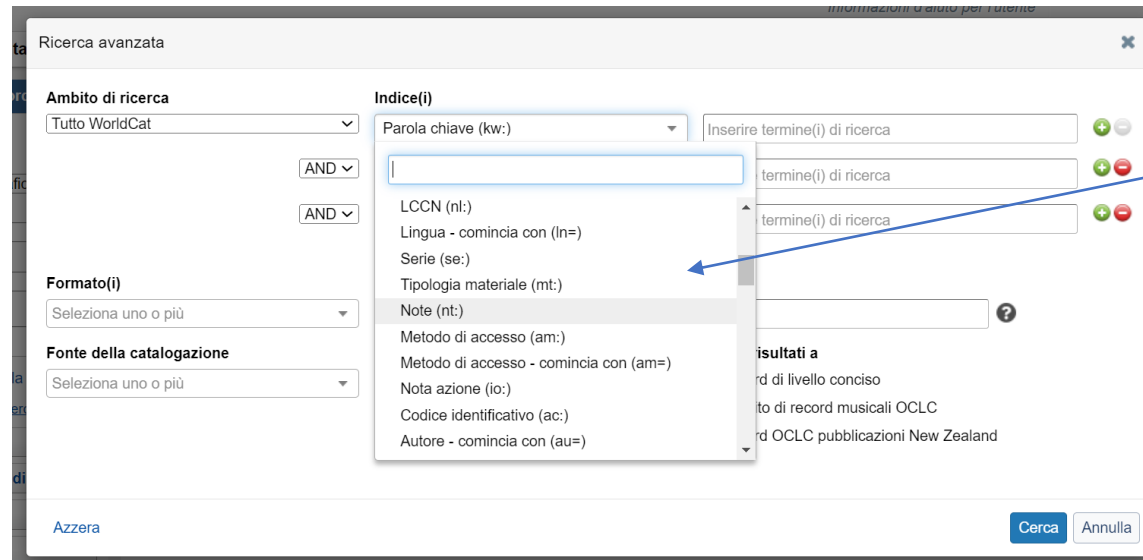 Informazioni d'aiuto per l'utente
Ricerca avanzata
Ambito di ricerca
Indice(i)
Tutto WorldCat
Parola chiave (kw:)
Inserire termine(i) di ricerca
AND
termine(i) di ricerca
AND
termine(i) di ricerca
LCCN (nl:)
Lingua - comincia con (ln=)
Serie (se:)
Tipologia materiale (mt:)
Note (nt:)
Metodo di accesso (am:)
Metodo di accesso - comincia con (am=)
Nota azione (io:)
Codice identificativo (ac:)
Autore - comincia con (au=)
Formato(i)
Seleziona uno o più
Fonte della catalogazione
Seleziona uno o più
risultati a
rd di livello conciso
ito di record musicali OCLC
rd OCLC pubblicazioni New Zealand
Azzera
Cerca
Annulla